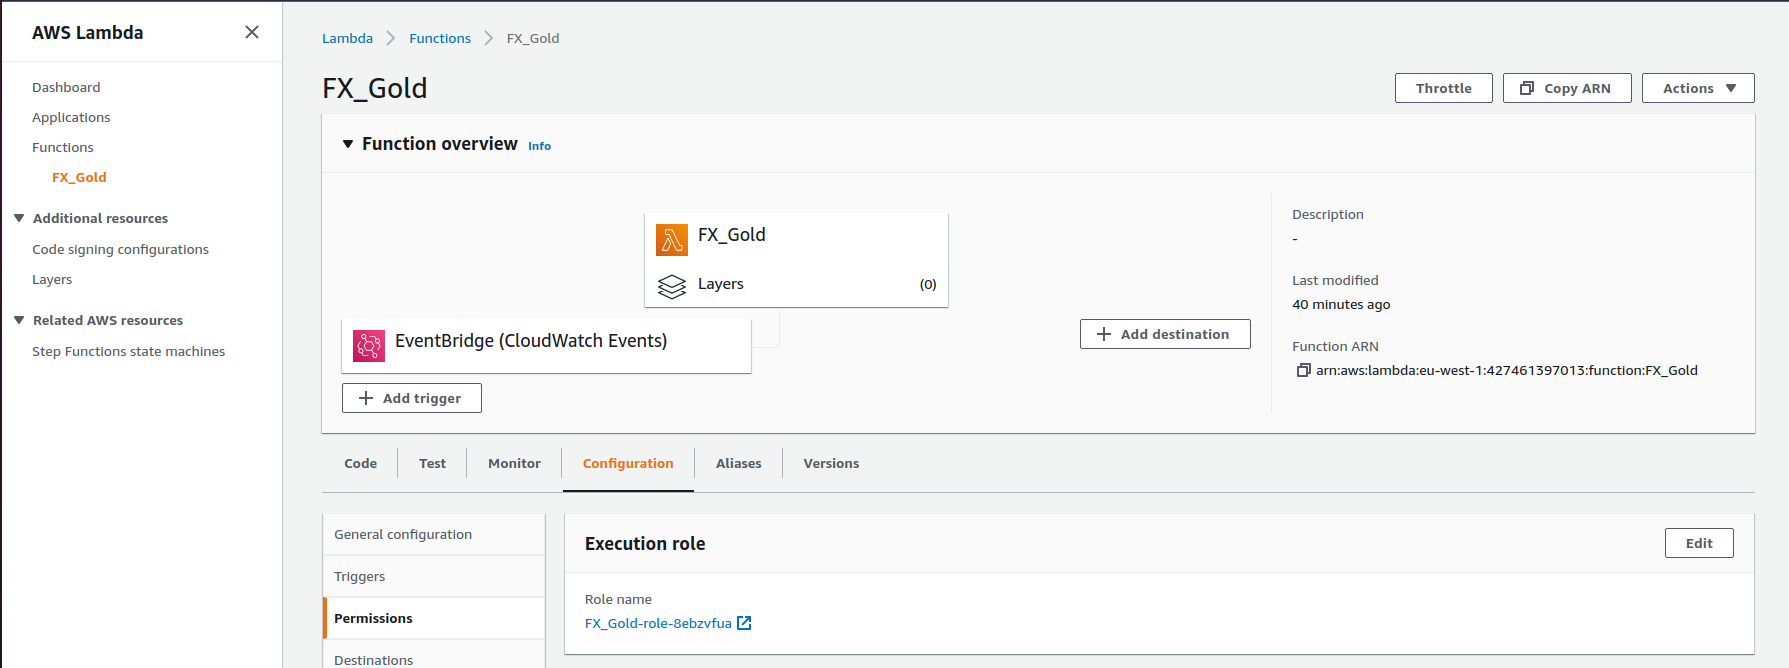 AWS Lambda
Dashboard
Applications
Functions
FX_Gold
Additional resources
Code signing configurations
Layers
Related AWS resources
Step Functions state machines
Lambda Functions FX_Gold
FX_Gold
Throttle Copy ARN Actions
Function overview Info
FX_Gold
Layers (0)
EventBridge (CloudWatch Events)
Add trigger
Add destination
Description
-
Last modified
40 minutes ago
Function ARN
arn:aws:lambda:eu-west-1:427461397013:function:FX_Gold
Code Test Monitor Configuration Aliases Versions
General configuration
Triggers
Permissions
Destinations
Execution role Edit
Role name
FX_Gold-role-8ebzvfua